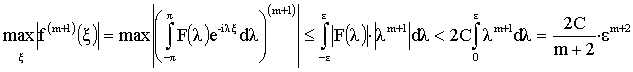 max_ξ |f^(m+1)(ξ)| = max |( ∫_{-π}^{π} F(λ)e^{-iλξ}dλ )^(m+1)| ≤ ∫_{-ε}^{ε} |F(λ)|·|λ^{m+1}|dλ < 2C ∫_0^ε λ^{m+1}dλ = 2C/(m+2) · ε^{m+2}